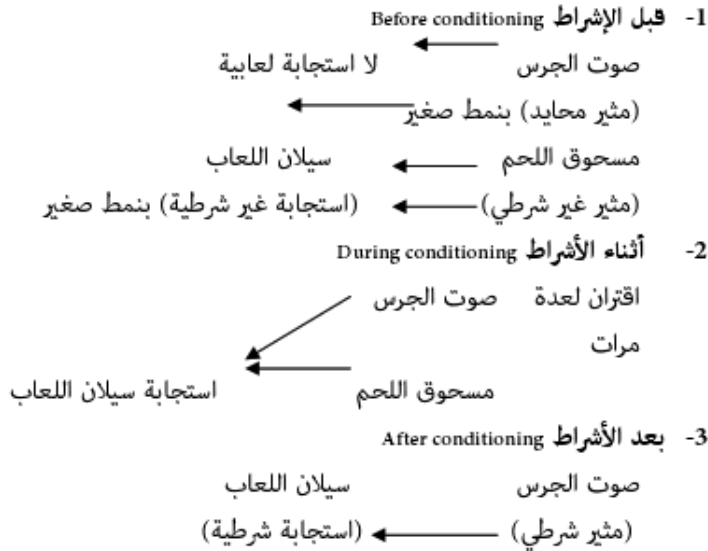 1- قبل الإشراط Before conditioning
صوت الجرس لا استجابة لعابية
(مثير محايد) بنمط صغير
مسحوق اللحم سيلان اللعاب
(مثير غير شرطي) (استجابة غير شرطية) بنمط صغير
2- أثناء الأشراط During conditioning
اقتران لعدة صوت الجرس
مرات
مسحوق اللحم استجابة سيلان اللعاب
3- بعد الأشراط After conditioning
صوت الجرس سيلان اللعاب
(مثير شرطي) (استجابة شرطية)